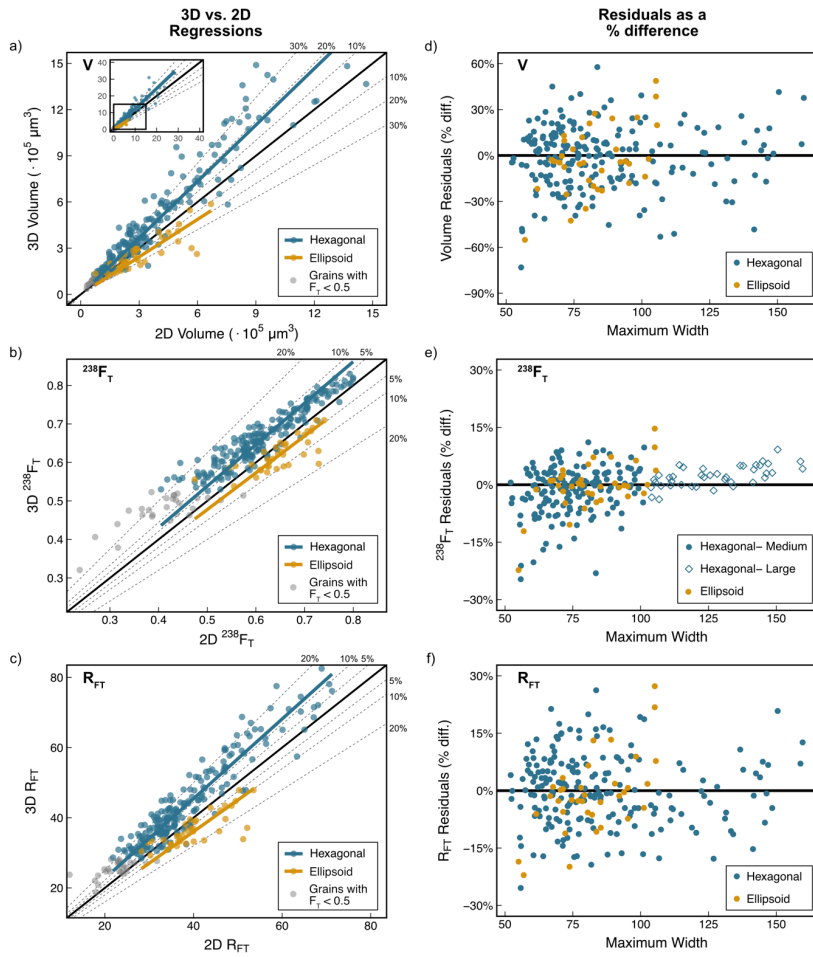 3D vs. 2D
Regressions
Residuals as a
% difference
a)
V
30%
20%
10%
10%
20%
30%
40
30
20
10
0
0
10
20
30
40
15
12
9
6
3
0
0
3
6
9
12
15
3D Volume (· 10⁵ µm³)
2D Volume (· 10⁵ µm³)
Hexagonal
Ellipsoid
Grains with
F_T < 0.5
d)
V
60%
30%
0%
−30%
−60%
−90%
50
75
100
125
150
Volume Residuals (% diff.)
Maximum Width
Hexagonal
Ellipsoid
b)
²³⁸F_T
20%
10%
5%
5%
10%
20%
0.8
0.7
0.6
0.5
0.4
0.3
0.3
0.4
0.5
0.6
0.7
0.8
3D ²³⁸F_T
2D ²³⁸F_T
Hexagonal
Ellipsoid
Grains with
F_T < 0.5
e)
²³⁸F_T
30%
15%
0%
−15%
−30%
50
75
100
125
150
²³⁸F_T Residuals (% diff.)
Maximum Width
Hexagonal− Medium
Hexagonal− Large
Ellipsoid
c)
R_FT
20%
10%
5%
5%
10%
20%
80
60
40
20
20
40
60
80
3D R_FT
2D R_FT
Hexagonal
Ellipsoid
Grains with
F_T < 0.5
f)
R_FT
30%
15%
0%
−15%
−30%
50
75
100
125
150
R_FT Residuals (% diff.)
Maximum Width
Hexagonal
Ellipsoid